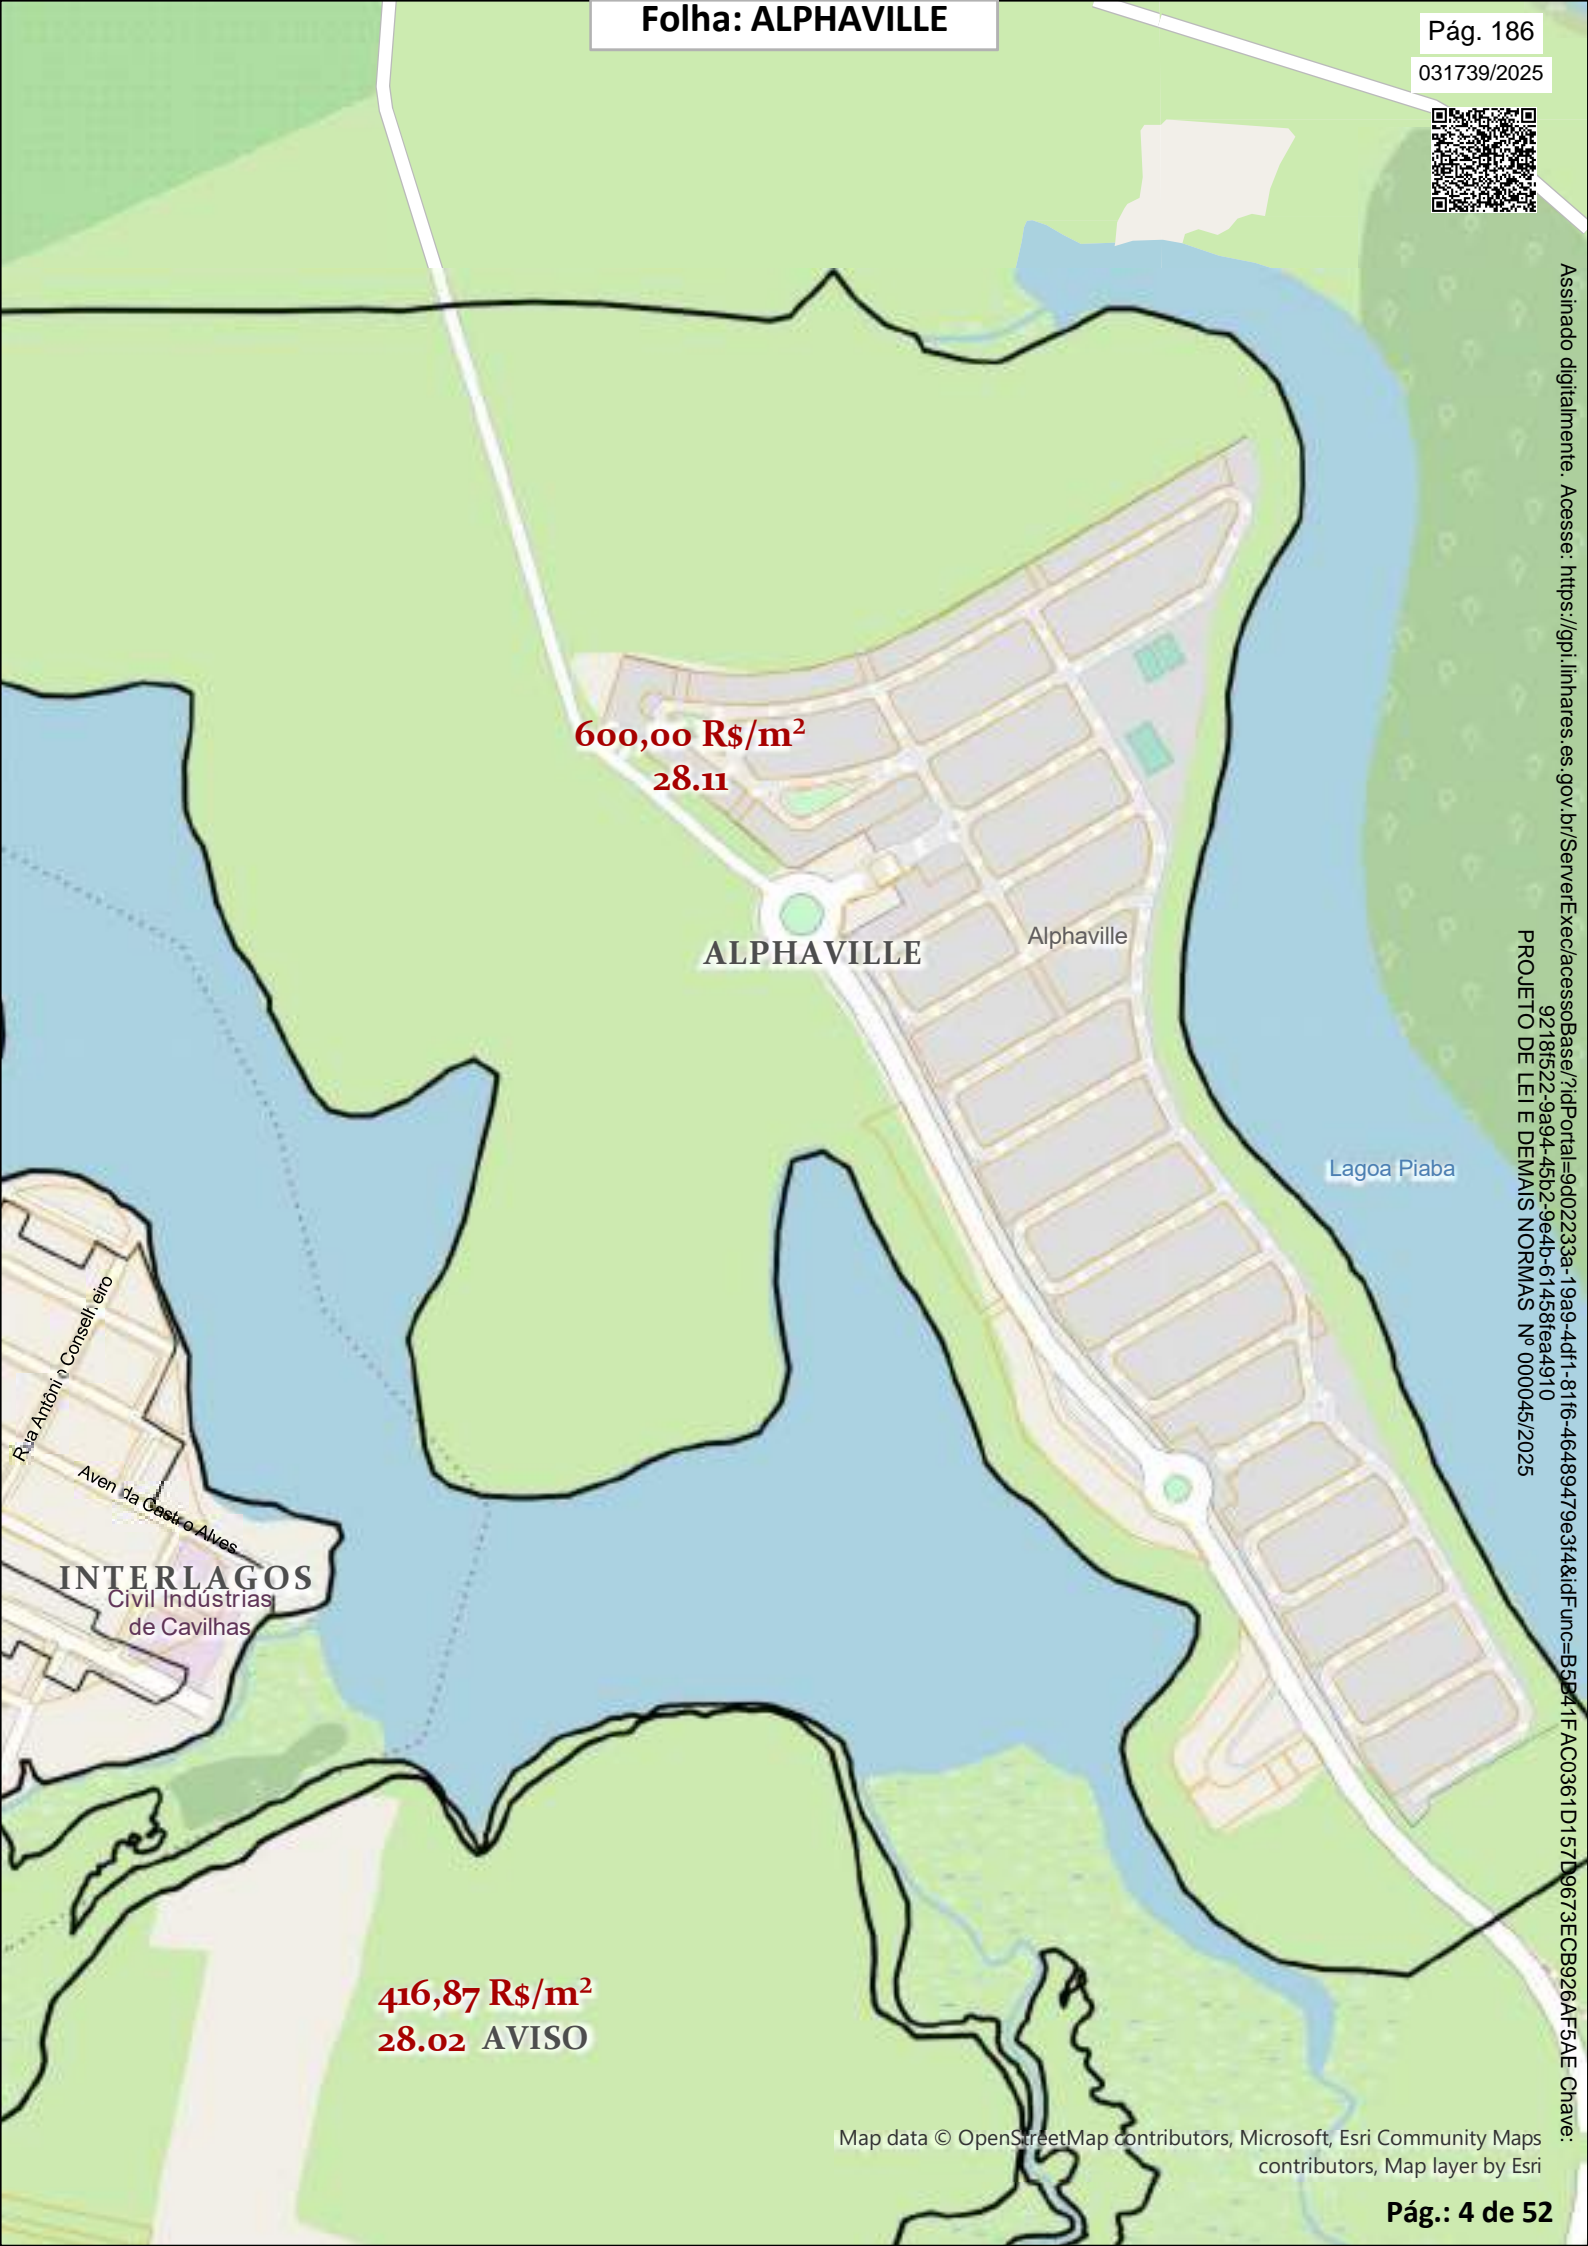 Folha: ALPHAVILLE
Pág. 186
031739/2025
600,00 R$/m²
28.11
ALPHAVILLE
Alphaville
Lagoa Piaba
Rua Antônio Conselheiro
Avenida Castro Alves
INTERLAGOS
Civil Indústrias
de Cavilhas
416,87 R$/m²
28.02 AVISO
Assinado digitalmente. Acesse: https://gpi.linhares.es.gov.br/ServerExec/acessoBase/?idPortal=9d02233a-19a9-4df1-81f6-46489479e3f4&idFunc=B5B41FAC0361D157D9673ECB926AF5AE Chave:
9218f522-9a94-45b2-9e4b-61458fea4910
PROJETO DE LEI E DEMAIS NORMAS Nº 000045/2025
Map data © OpenStreetMap contributors, Microsoft, Esri Community Maps
contributors, Map layer by Esri
Pág.: 4 de 52